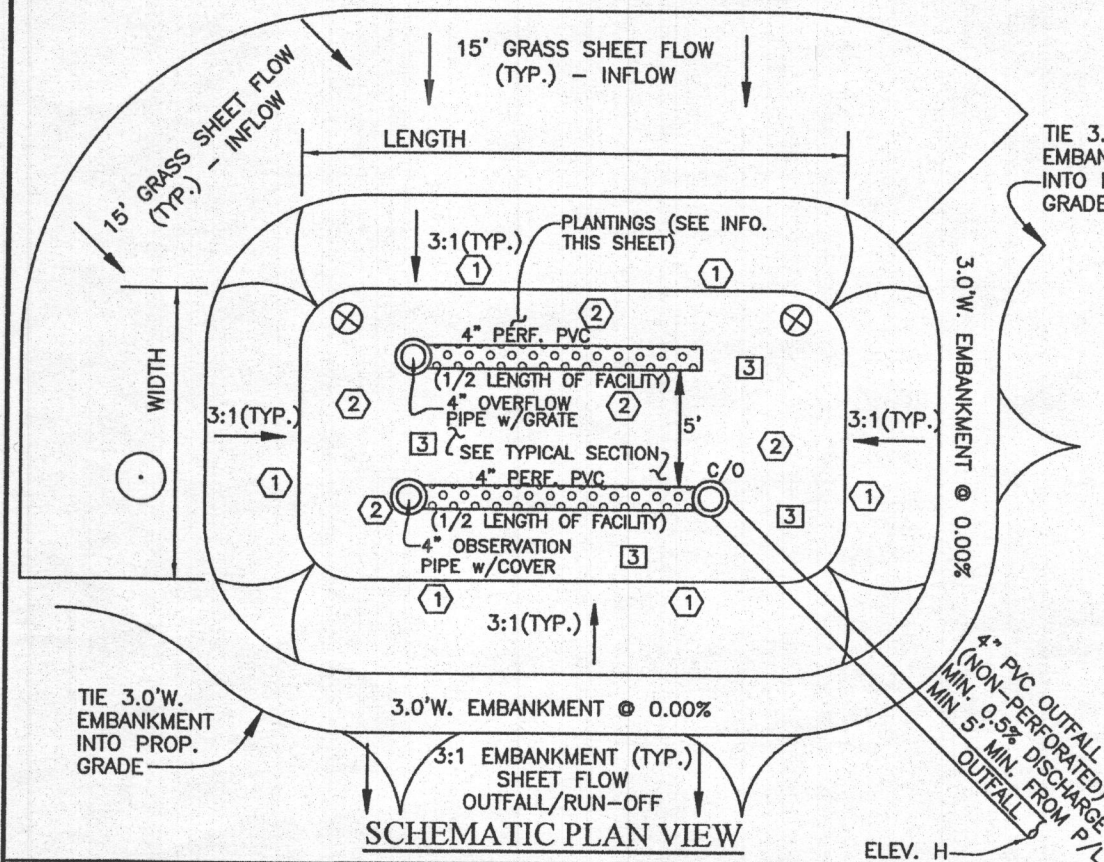 15' GRASS SHEET FLOW
(TYP.) - INFLOW
15' GRASS SHEET FLOW
(TYP.) - INFLOW
LENGTH
TIE 3.
EMBAN
INTO
GRADE
PLANTINGS (SEE INFO.
THIS SHEET)
3:1(TYP.)
1
1
2
4" PERF. PVC
(1/2 LENGTH OF FACILITY)
3
WIDTH
3:1(TYP.)
2
4" OVERFLOW
PIPE w/GRATE
2
5'
3:1(TYP.)
3
SEE TYPICAL SECTION
2
4" PERF. PVC
C/O
1
2
(1/2 LENGTH OF FACILITY)
3
1
4" OBSERVATION
PIPE w/COVER
3
1
1
3:1(TYP.)
3.0'W. EMBANKMENT @ 0.00%
TIE 3.0'W.
EMBANKMENT
INTO PROP.
GRADE
3.0'W. EMBANKMENT @ 0.00%
4" PVC OUTFALL
(NON-PERFORATED)
MIN. 0.5% DISCHARGE
MIN 5' MIN. FROM P/L
OUTFALL
3:1 EMBANKMENT (TYP.)
SHEET FLOW
OUTFALL/RUN-OFF
SCHEMATIC PLAN VIEW
ELEV. H